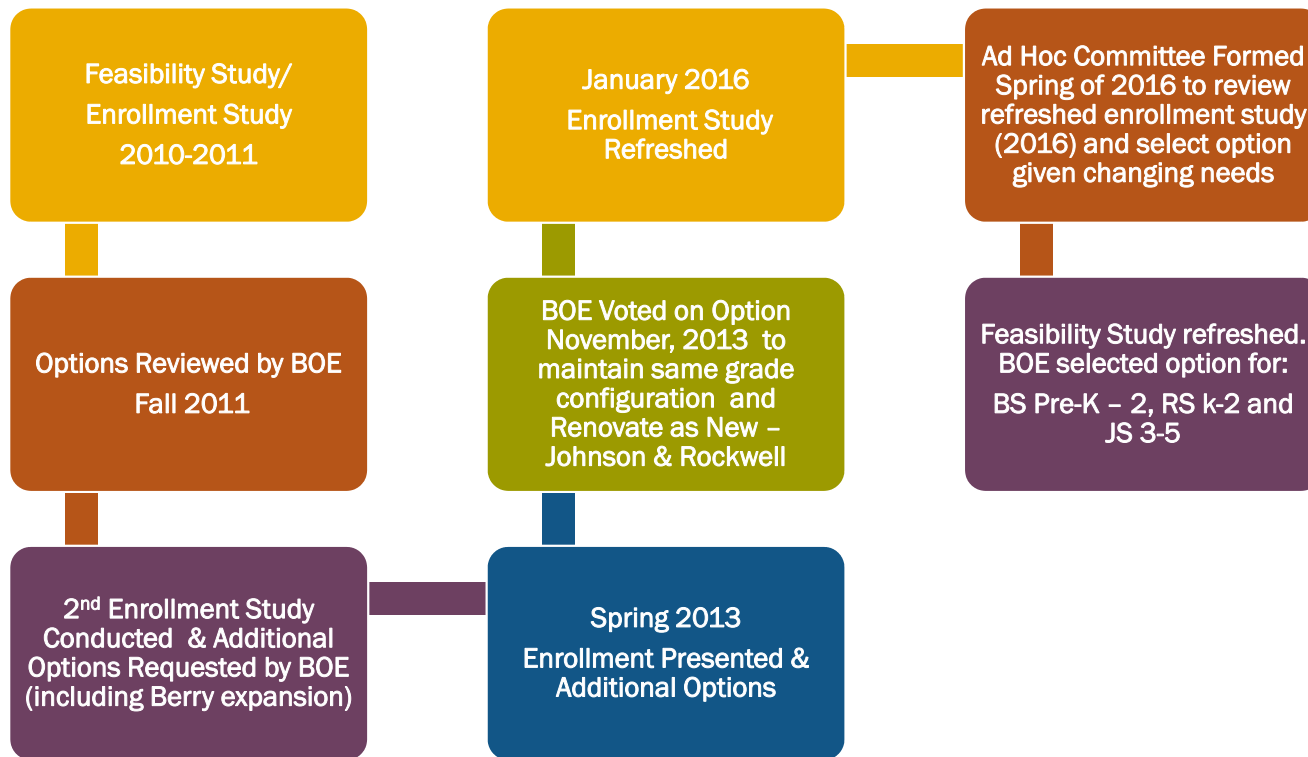 Feasibility Study/
Enrollment Study
2010-2011
Options Reviewed by BOE
Fall 2011
2nd Enrollment Study
Conducted & Additional
Options Requested by BOE
(including Berry expansion)
Spring 2013
Enrollment Presented &
Additional Options
BOE Voted on Option
November, 2013 to
maintain same grade
configuration and
Renovate as New –
Johnson & Rockwell
January 2016
Enrollment Study
Refreshed
Ad Hoc Committee Formed
Spring of 2016 to review
refreshed enrollment study
(2016) and select option
given changing needs
Feasibility Study refreshed.
BOE selected option for:
BS Pre-K – 2, RS k-2 and
JS 3-5